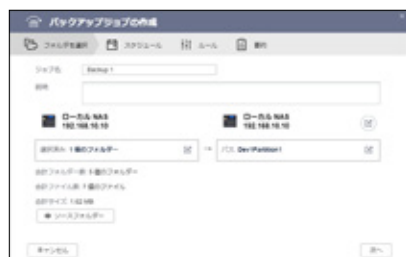 バックアップジョブの作成
フォルダを選択 スケジュール ルール 要約
ジョブ名 Backup 1
説明
ローカル NAS
192.168.10.10
ローカル NAS
192.168.10.10
選択済み: 1 個のフォルダー
パス: Dev1Partition1
合計フォルダー数: 1 個のフォルダー
合計ファイル数: 1 個のファイル
合計サイズ: 1.62 MB
ソースフォルダー
キャンセル 次へ